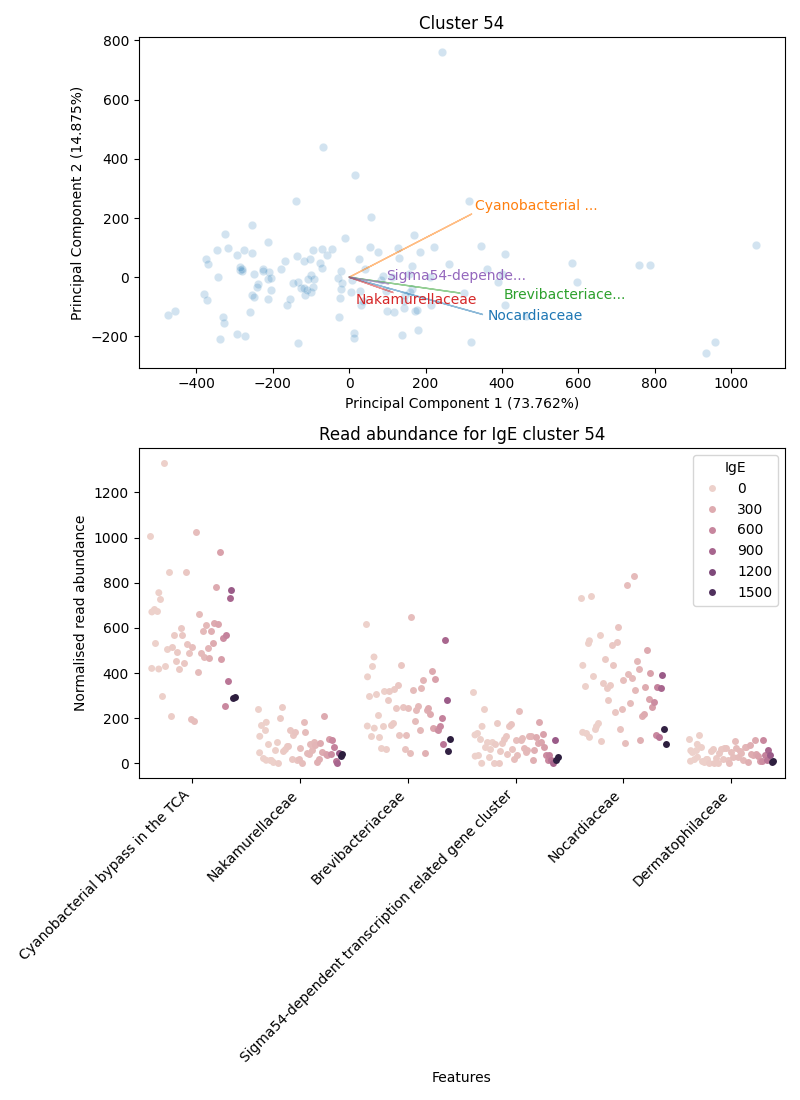 Cluster 54
Principal Component 2 (14.875%)
800
600
400
200
0
−200
Cyanobacterial ...
Sigma54-depende...
Nakamurellaceae
Brevibacteriace...
Nocardiaceae
−400
−200
0
200
400
600
800
1000
Principal Component 1 (73.762%)
Read abundance for IgE cluster 54
Normalised read abundance
1200
1000
800
600
400
200
0
IgE
0
300
600
900
1200
1500
Cyanobacterial bypass in the TCA
Nakamurellaceae
Brevibacteriaceae
Sigma54-dependent transcription related gene cluster
Nocardiaceae
Dermatophilaceae
Features